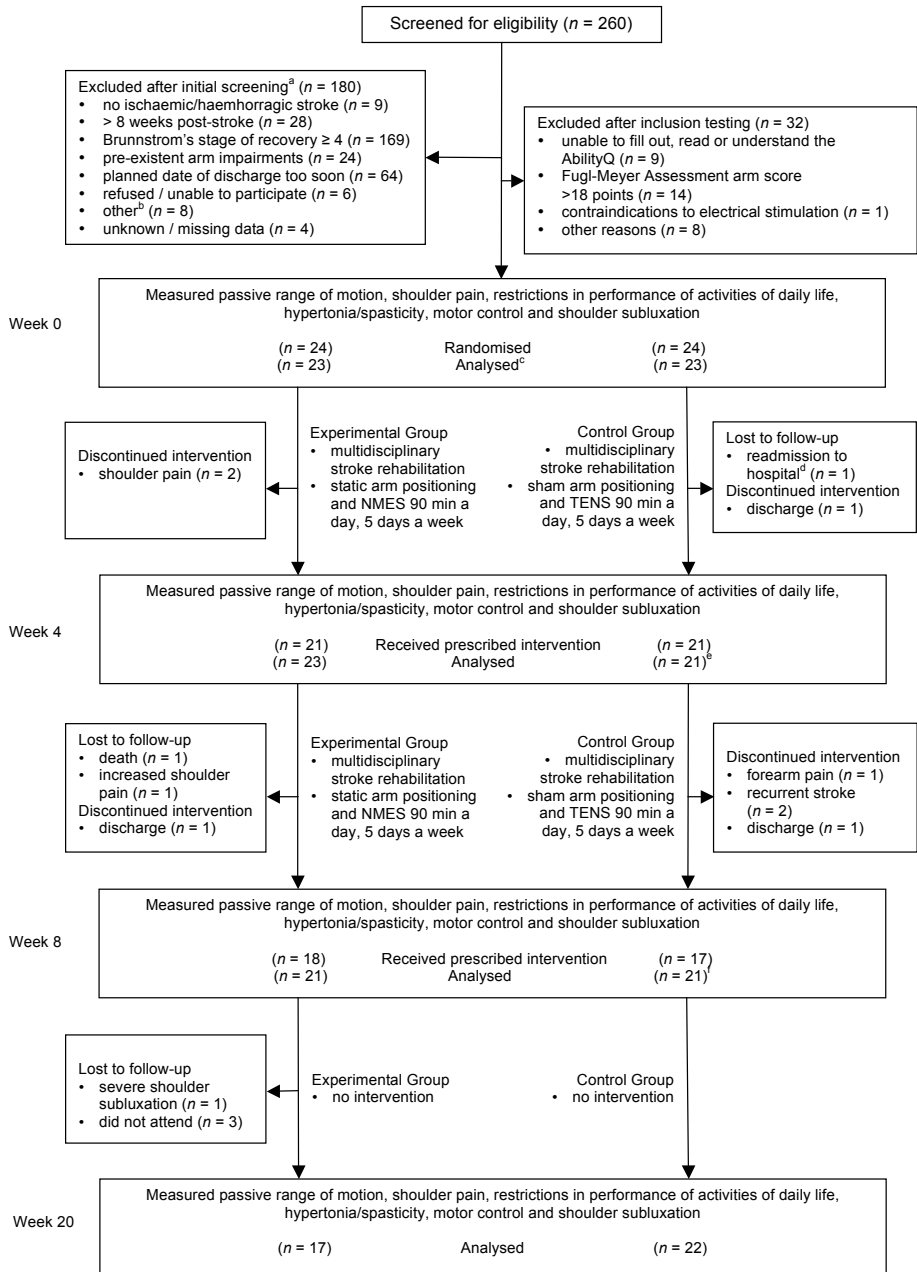 Screened for eligibility (n = 260)
Excluded after initial screeningᵃ (n = 180)
• no ischaemic/haemhorragic stroke (n = 9)
• > 8 weeks post-stroke (n = 28)
• Brunnstrom's stage of recovery ≥ 4 (n = 169)
• pre-existent arm impairments (n = 24)
• planned date of discharge too soon (n = 64)
• refused / unable to participate (n = 6)
• otherᵇ (n = 8)
• unknown / missing data (n = 4)
Excluded after inclusion testing (n = 32)
• unable to fill out, read or understand the
AbilityQ (n = 9)
• Fugl-Meyer Assessment arm score
>18 points (n = 14)
• contraindications to electrical stimulation (n = 1)
• other reasons (n = 8)
Week 0
Measured passive range of motion, shoulder pain, restrictions in performance of activities of daily life,
hypertonia/spasticity, motor control and shoulder subluxation
(n = 24) Randomised (n = 24)
(n = 23) Analysedᶜ (n = 23)
Discontinued intervention
• shoulder pain (n = 2)
Experimental Group
• multidisciplinary
stroke rehabilitation
• static arm positioning
and NMES 90 min a
day, 5 days a week
Control Group
• multidisciplinary
stroke rehabilitation
• sham arm positioning
and TENS 90 min a
day, 5 days a week
Lost to follow-up
• readmission to
hospitalᵈ (n = 1)
Discontinued intervention
• discharge (n = 1)
Week 4
Measured passive range of motion, shoulder pain, restrictions in performance of activities of daily life,
hypertonia/spasticity, motor control and shoulder subluxation
(n = 21) Received prescribed intervention (n = 21)
(n = 23) Analysed (n = 21)ᵉ
Lost to follow-up
• death (n = 1)
• increased shoulder
pain (n = 1)
Discontinued intervention
• discharge (n = 1)
Experimental Group
• multidisciplinary
stroke rehabilitation
• static arm positioning
and NMES 90 min a
day, 5 days a week
Control Group
• multidisciplinary
stroke rehabilitation
• sham arm positioning
and TENS 90 min a
day, 5 days a week
Discontinued intervention
• forearm pain (n = 1)
• recurrent stroke
(n = 2)
• discharge (n = 1)
Week 8
Measured passive range of motion, shoulder pain, restrictions in performance of activities of daily life,
hypertonia/spasticity, motor control and shoulder subluxation
(n = 18) Received prescribed intervention (n = 17)
(n = 21) Analysed (n = 21)ᶠ
Lost to follow-up
• severe shoulder
subluxation (n = 1)
• did not attend (n = 3)
Experimental Group
• no intervention
Control Group
• no intervention
Week 20
Measured passive range of motion, shoulder pain, restrictions in performance of activities of daily life,
hypertonia/spasticity, motor control and shoulder subluxation
(n = 17) Analysed (n = 22)